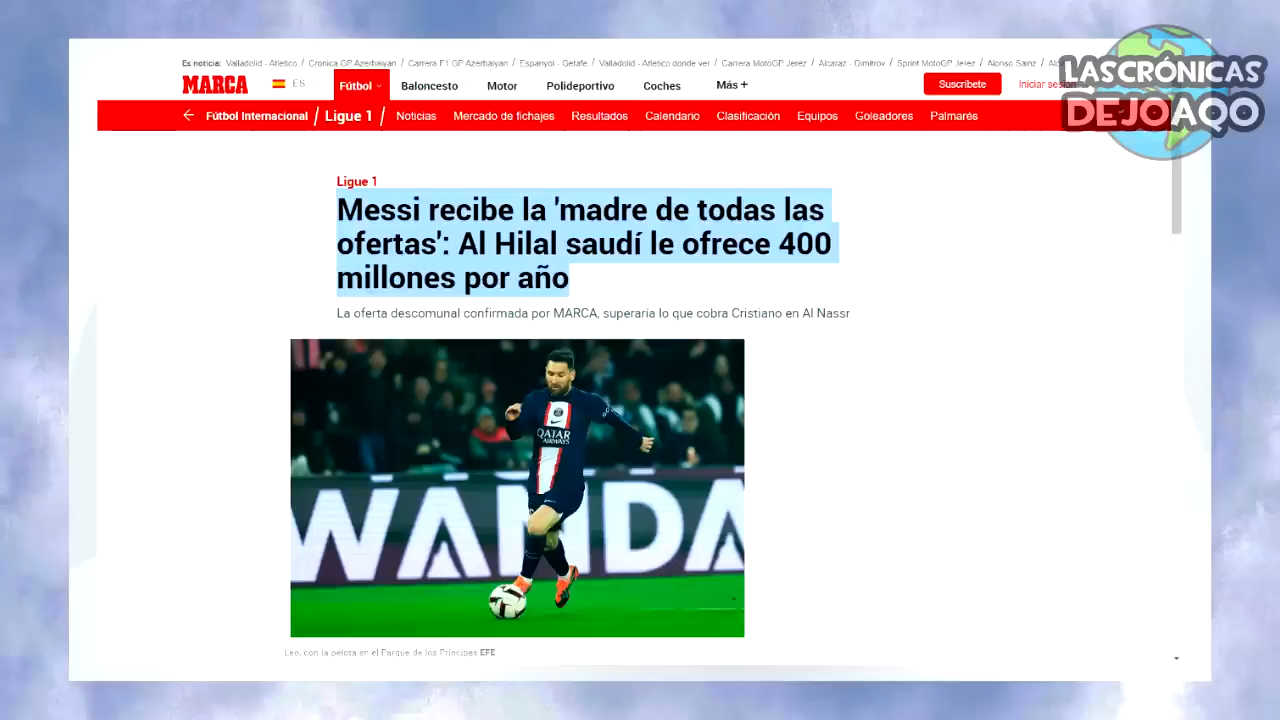 Es noticia: Valladolid - Atletico / Cronica GP Azerbaiyan / Carrera F1 GP Azerbaiyan / Espanyol - Getafe / Valladolid - Atletico donde ver / Carrera MotoGP Jerez / Alcaraz - Dimitrov / Sprint MotoGP Jerez / Alonso Sainz /
MARCA ES Fútbol Baloncesto Motor Polideportivo Coches Más + Suscríbete Iniciar sesión
LAS CRÓNICAS
DE JOAQO
Fútbol Internacional / Ligue 1 / Noticias Mercado de fichajes Resultados Calendario Clasificación Equipos Goleadores Palmarés
Ligue 1
Messi recibe la 'madre de todas las
ofertas': Al Hilal saudí le ofrece 400
millones por año
La oferta descomunal confirmada por MARCA, superaría lo que cobra Cristiano en Al Nassr
QATAR
AIRWAYS
WANDA
Leo, con la pelota en el Parque de los Príncipes EFE